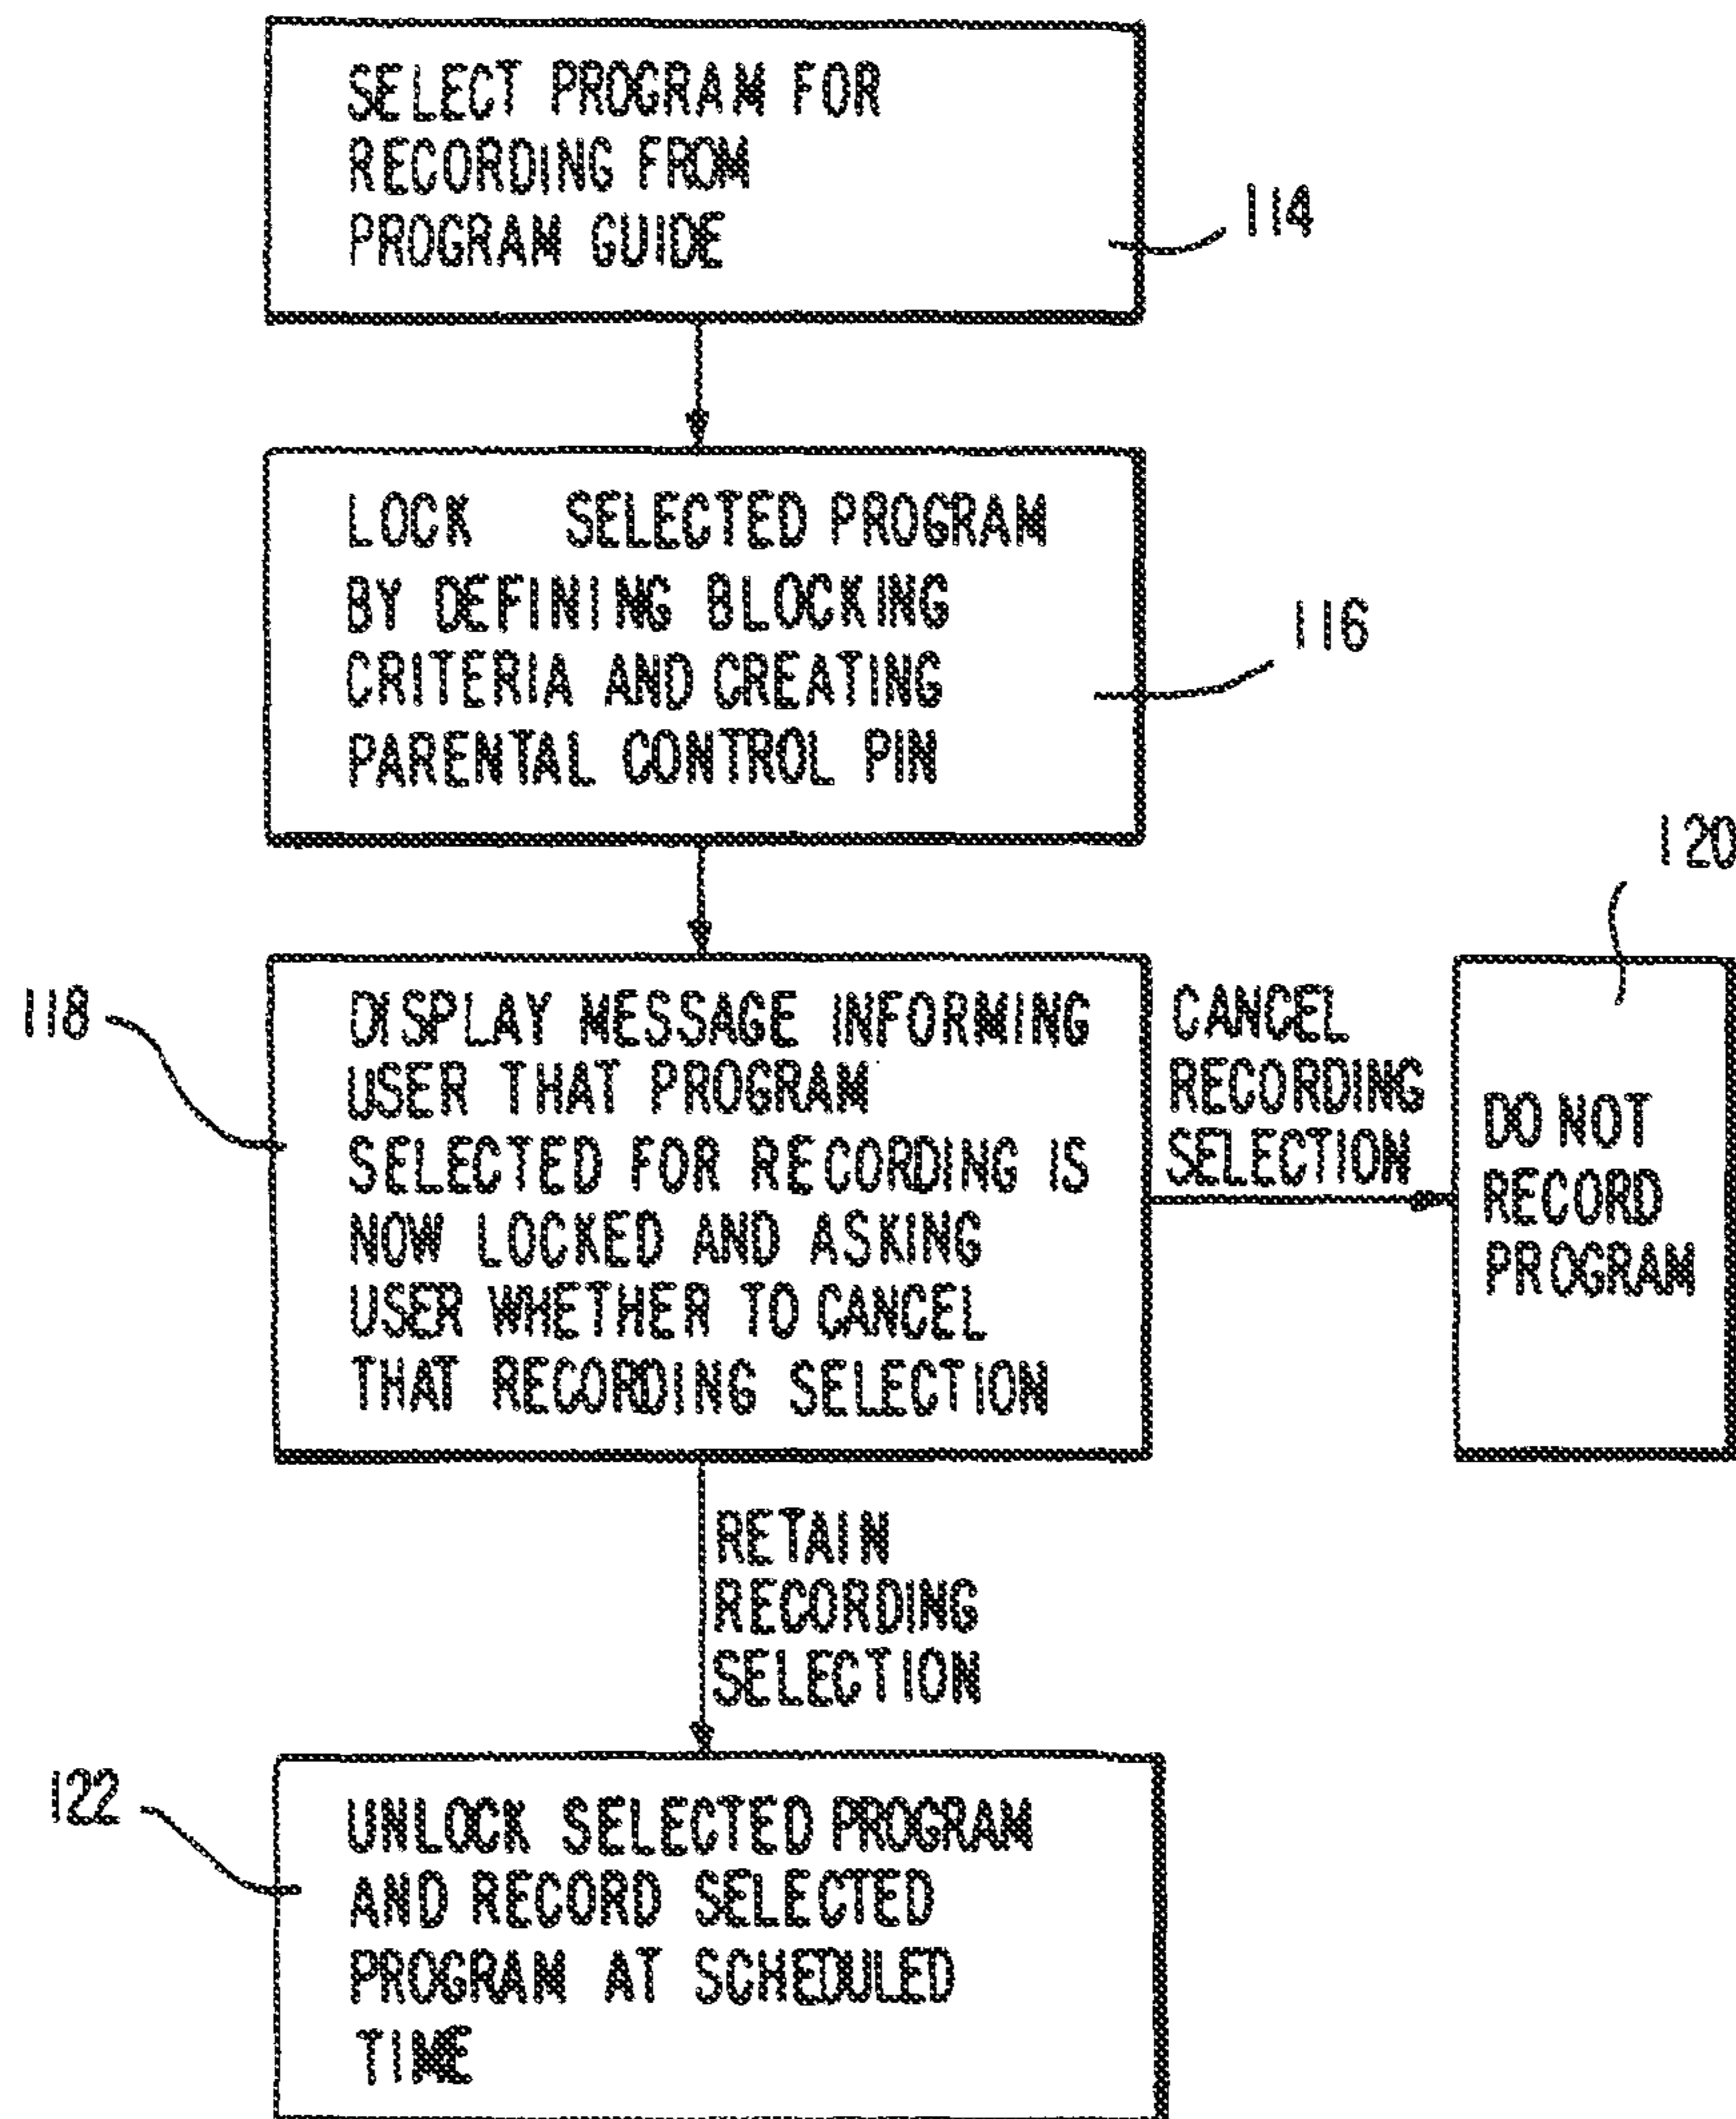 SELECT PROGRAM FOR
RECORDING FROM
PROGRAM GUIDE
114
LOCK SELECTED PROGRAM
BY DEFINING BLOCKING
CRITERIA AND CREATING
PARENTAL CONTROL PIN
116
120
118
DISPLAY MESSAGE INFORMING
USER THAT PROGRAM
SELECTED FOR RECORDING IS
NOW LOCKED AND ASKING
USER WHETHER TO CANCEL
THAT RECORDING SELECTION
CANCEL
RECORDING
SELECTION
DO NOT
RECORD
PROGRAM
RETAIN
RECORDING
SELECTION
122
UNLOCK SELECTED PROGRAM
AND RECORD SELECTED
PROGRAM AT SCHEDULED
TIME